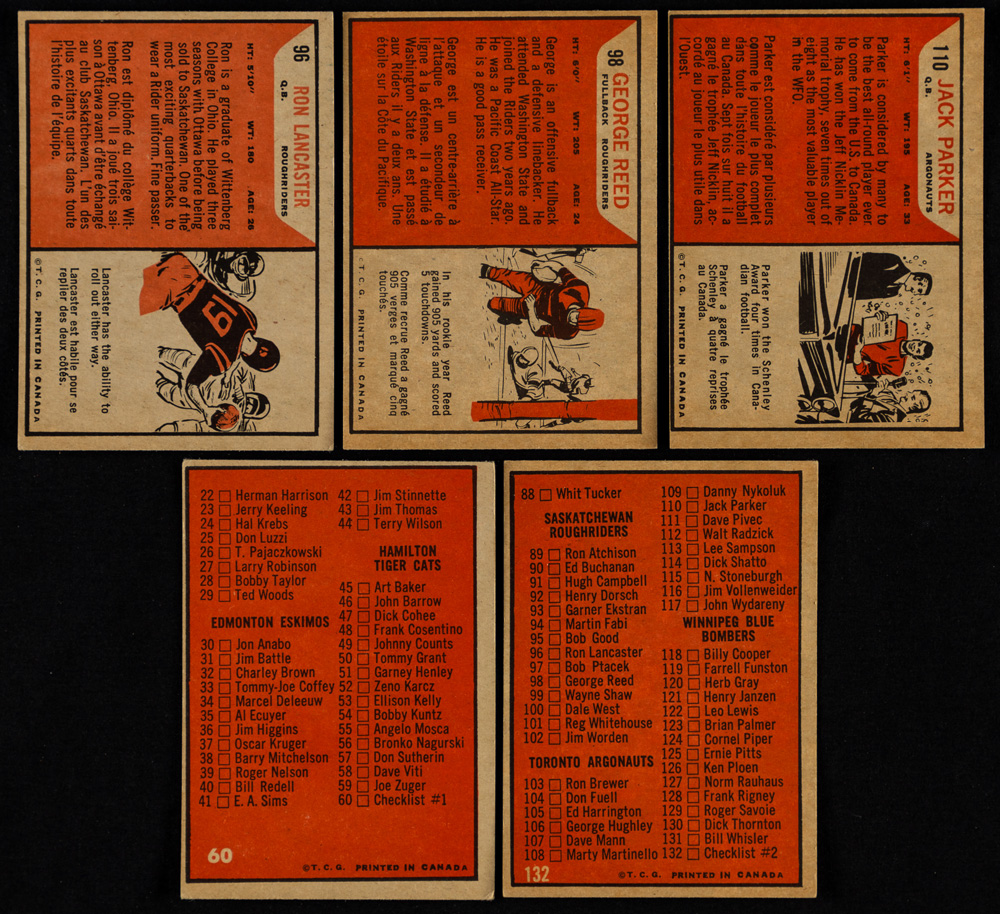 96 RON LANCASTER
Q.B. ROUGHRIDERS
HT: 5'10" WT: 180 AGE: 26
Ron is a graduate of Wittenberg
College in Ohio. He played three
seasons with Ottawa before being
sold to Saskatchewan. One of the
most exciting quarterbacks to
wear a Rider uniform. Fine passer.
Ron est diplômé du collège Wit-
tenberg, Ohio. Il a joué trois sai-
son à Ottawa avant d'être échangé
au club Saskatchewan. L'un des
plus excitants quarts dans toute
l'histoire de l'équipe.
19
Lancaster has the ability to
roll out either way.
Lancaster est habile pour se
replier des deux côtés.
©T.C.G. PRINTED IN CANADA
98 GEORGE REED
FULLBACK ROUGHRIDERS
HT: 6'0" WT: 205 AGE: 24
George is an offensive fullback
and a defensive linebacker. He
attended Washington State and
joined the Riders two years ago.
He was a Pacific Coast All-Star.
He is a good pass receiver.
George est un centre-arrière à
l'attaque et un secondeur de
ligne à la défense. Il a étudié à
Washington State et est passé
aux Riders il y a deux ans. Une
étoile sur la Côte du Pacifique.
In his rookie year Reed
gained 905 yards and scored
5 touchdowns.
Comme recrue Reed a gagné
905 verges et marqué cinq
touchés.
©T.C.G. PRINTED IN CANADA
110 JACK PARKER
Q.B. ARGONAUTS
HT: 6'1" WT: 195 AGE: 33
Parker is considered by many to
be the best all-round player ever
to come from the U.S. to Canada.
He has won the Jeff Nicklin Me-
morial trophy, seven times out of
eight as the most valuable player
in the WFO.
Parker est considéré par plusieurs
comme le joueur le plus complet
dans toute l'histoire du football
au Canada. Sept fois sur huit il a
gagné le trophée Jeff Nicklin, ac-
cordé au joueur le plus utile dans
l'Ouest.
Parker won the Schenley
Award four times in Cana-
dian football.
Parker a gagné le trophée
Schenley à quatre reprises
au Canada
©T.C.G. PRINTED IN CANADA
22 Herman Harrison
23 Jerry Keeling
24 Hal Krebs
25 Don Luzzi
26 T. Pajaczkowski
27 Larry Robinson
28 Bobby Taylor
29 Ted Woods
EDMONTON ESKIMOS
30 Jon Anabo
31 Jim Battle
32 Charley Brown
33 Tommy-Joe Coffey
34 Marcel Deleeuw
35 Al Ecuyer
36 Jim Higgins
37 Oscar Kruger
38 Barry Mitchelson
39 Roger Nelson
40 Bill Redell
41 E. A. Sims
42 Jim Stinnette
43 Jim Thomas
44 Terry Wilson
HAMILTON
TIGER CATS
45 Art Baker
46 John Barrow
47 Dick Cohee
48 Frank Cosentino
49 Johnny Counts
50 Tommy Grant
51 Garney Henley
52 Zeno Karcz
53 Ellison Kelly
54 Bobby Kuntz
55 Angelo Mosca
56 Bronko Nagurski
57 Don Sutherin
58 Dave Viti
59 Joe Zuger
60 Checklist #1
60
©T.C.G. PRINTED IN CANADA
88 Whit Tucker
SASKATCHEWAN
ROUGHRIDERS
89 Ron Atchison
90 Ed Buchanan
91 Hugh Campbell
92 Henry Dorsch
93 Garner Ekstran
94 Martin Fabi
95 Bob Good
96 Ron Lancaster
97 Bob Ptacek
98 George Reed
99 Wayne Shaw
100 Dale West
101 Reg Whitehouse
102 Jim Worden
TORONTO ARGONAUTS
103 Ron Brewer
104 Don Fuell
105 Ed Harrington
106 George Hughley
107 Dave Mann
108 Marty Martinello
109 Danny Nykoluk
110 Jack Parker
111 Dave Pivec
112 Walt Radzick
113 Lee Sampson
114 Dick Shatto
115 N. Stoneburgh
116 Jim Vollenweider
117 John Wydareny
WINNIPEG BLUE
BOMBERS
118 Billy Cooper
119 Farrell Funston
120 Herb Gray
121 Henry Janzen
122 Leo Lewis
123 Brian Palmer
124 Cornel Piper
125 Ernie Pitts
126 Ken Ploen
127 Norm Rauhaus
128 Frank Rigney
129 Roger Savoie
130 Dick Thornton
131 Bill Whisler
132 Checklist #2
132
©T.C.G. PRINTED IN CANADA